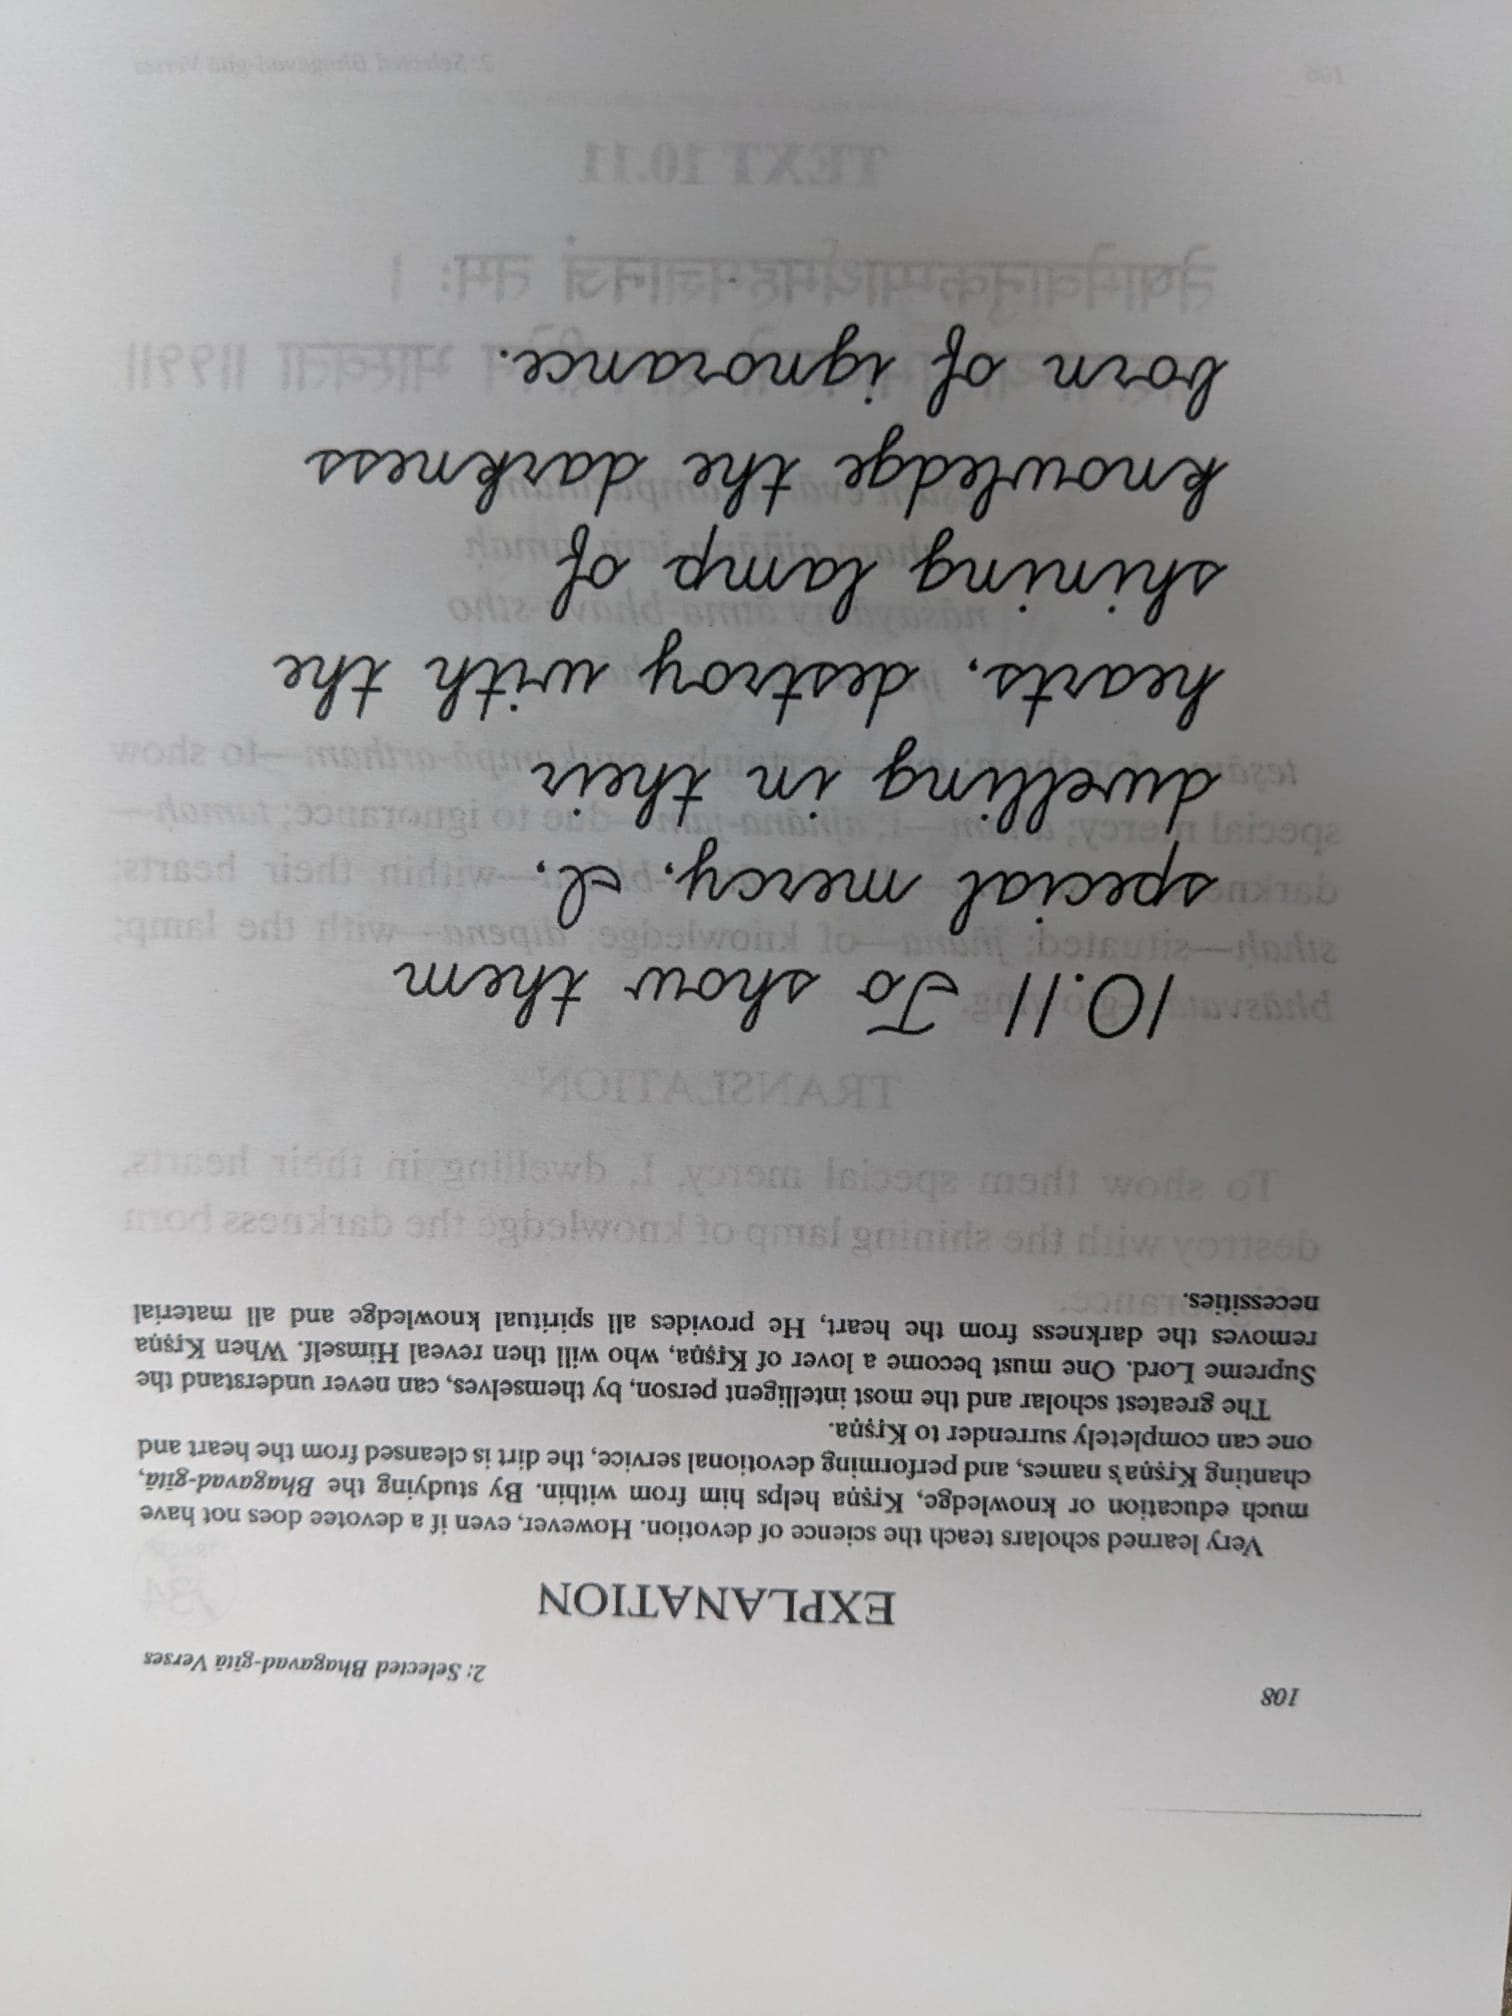 108
2: Selected Bhagavad-gītā Verses
EXPLANATION
Very learned scholars teach the science of devotion. However, even if a devotee does not have
much education or knowledge, Kṛṣṇa helps him from within. By studying the Bhagavad-gītā,
chanting Kṛṣṇa's names, and performing devotional service, the dirt is cleansed from the heart and
one can completely surrender to Kṛṣṇa.
The greatest scholar and the most intelligent person, by themselves, can never understand the
Supreme Lord. One must become a lover of Kṛṣṇa, who will then reveal Himself. When Kṛṣṇa
removes the darkness from the heart, He provides all spiritual knowledge and all material
necessities.
10.11 To show them
special mercy, I,
dwelling in their
hearts, destroy with the
shining lamp of
knowledge the darkness
born of ignorance.